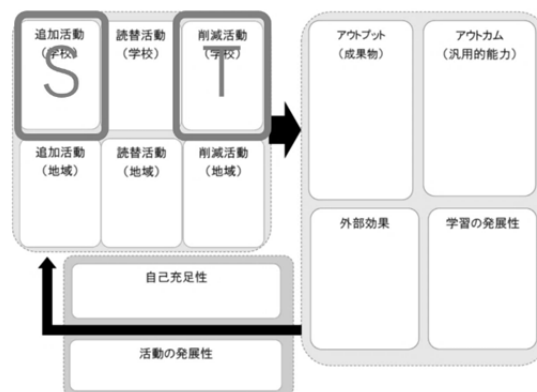 追加活動
（学校）
S
読替活動
（学校）
削減活動
（学校）
T
追加活動
（地域）
読替活動
（地域）
削減活動
（地域）
アウトプット
（成果物）
アウトカム
（汎用的能力）
外部効果
学習の発展性
自己充足性
活動の発展性